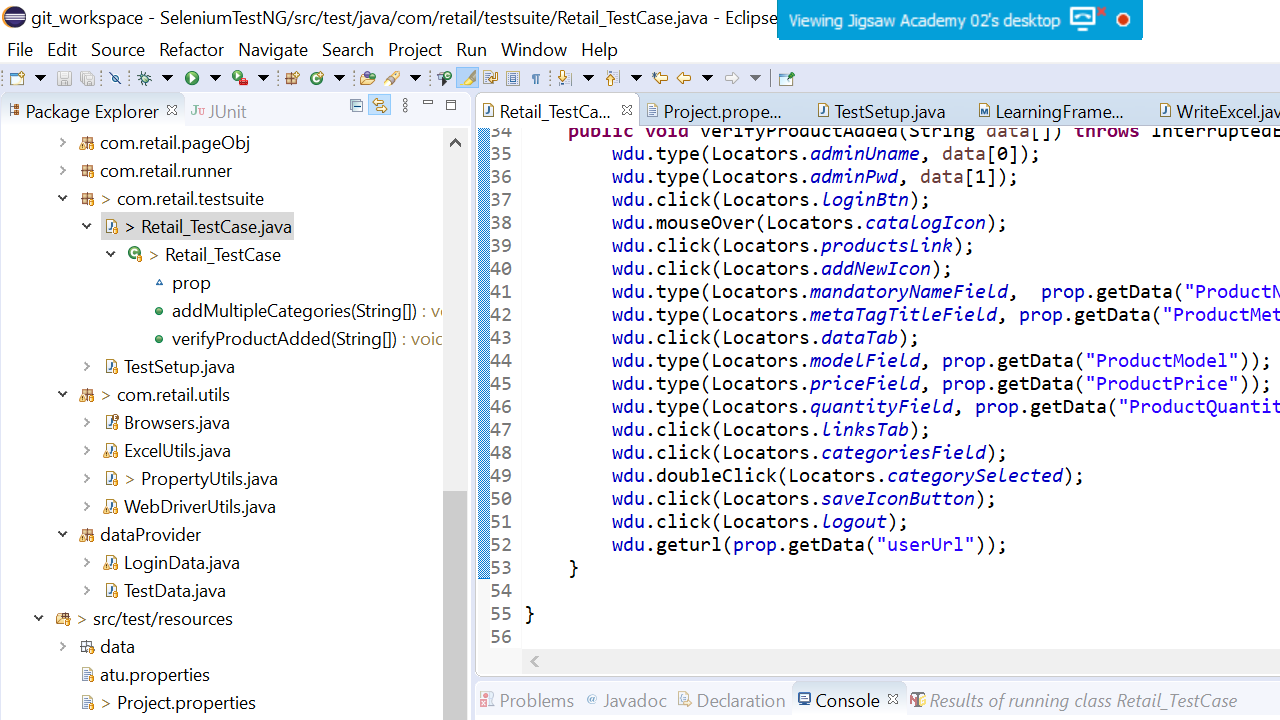 git_workspace - SeleniumTestNG/src/test/java/com/retail/testsuite/Retail_TestCase.java - Eclipse
Viewing Jigsaw Academy 02's desktop
File Edit Source Refactor Navigate Search Project Run Window Help
Package Explorer
JUnit
com.retail.pageObj
com.retail.runner
> com.retail.testsuite
> Retail_TestCase.java
> Retail_TestCase
prop
addMultipleCategories(String[]) : v
verifyProductAdded(String[]) : void
TestSetup.java
> com.retail.utils
Browsers.java
ExcelUtils.java
> PropertyUtils.java
WebDriverUtils.java
dataProvider
LoginData.java
TestData.java
> src/test/resources
data
atu.properties
> Project.properties
Retail_TestCa... Project.prope... TestSetup.java LearningFrame... WriteExcel.jav
34 public void verifyProductAdded(String data[]) throws InterruptedE
35 wdu.type(Locators.adminUname, data[0]);
36 wdu.type(Locators.adminPwd, data[1]);
37 wdu.click(Locators.loginBtn);
38 wdu.mouseOver(Locators.catalogIcon);
39 wdu.click(Locators.productsLink);
40 wdu.click(Locators.addNewIcon);
41 wdu.type(Locators.mandatoryNameField, prop.getData("ProductN
42 wdu.type(Locators.metaTagTitleField, prop.getData("ProductMet
43 wdu.click(Locators.dataTab);
44 wdu.type(Locators.modelField, prop.getData("ProductModel"));
45 wdu.type(Locators.priceField, prop.getData("ProductPrice"));
46 wdu.type(Locators.quantityField, prop.getData("ProductQuantit
47 wdu.click(Locators.linksTab);
48 wdu.click(Locators.categoriesField);
49 wdu.doubleClick(Locators.categorySelected);
50 wdu.click(Locators.saveIconButton);
51 wdu.click(Locators.logout);
52 wdu.geturl(prop.getData("userUrl"));
53 }
54
55 }
56
Problems @ Javadoc Declaration Console Results of running class Retail_TestCase